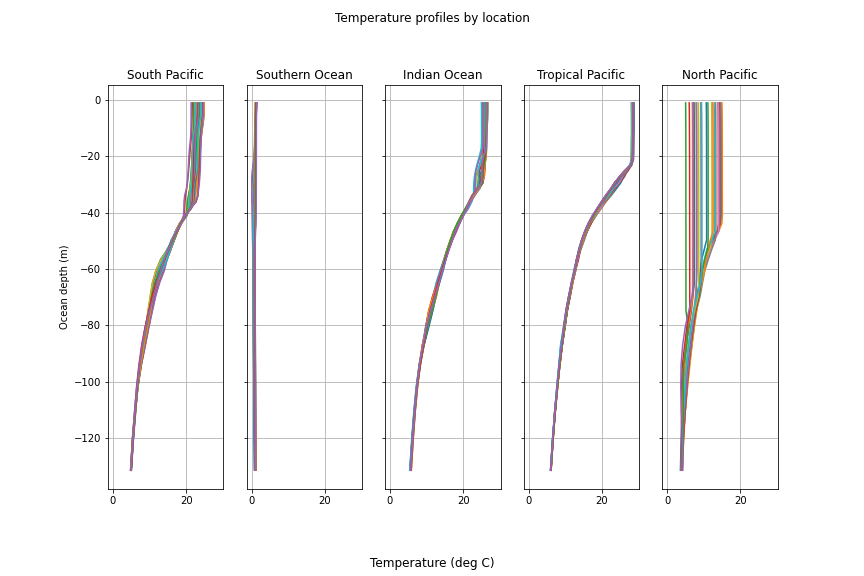 Temperature profiles by location
South Pacific
Southern Ocean
Indian Ocean
Tropical Pacific
North Pacific
0
−20
−40
−60
−80
−100
−120
Ocean depth (m)
0 20
0 20
0 20
0 20
0 20
Temperature (deg C)